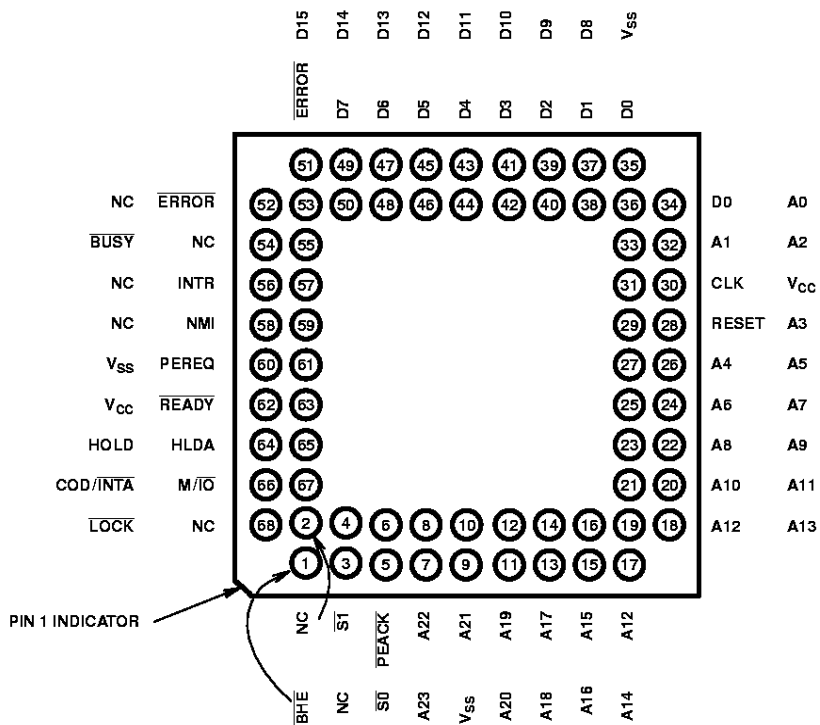 D15 D14 D13 D12 D11 D10 D9 D8 VSS
ERROR D7 D6 D5 D4 D3 D2 D1 D0
51 49 47 45 43 41 39 37 35
NC ERROR 52 53 50 48 46 44 42 40 38 36 34 D0 A0
BUSY NC 54 55 33 32 A1 A2
NC INTR 56 57 31 30 CLK VCC
NC NMI 58 59 29 28 RESET A3
VSS PEREQ 60 61 27 26 A4 A5
VCC READY 62 63 25 24 A6 A7
HOLD HLDA 64 65 23 22 A8 A9
COD/INTA M/IO 66 67 21 20 A10 A11
LOCK NC 68 2 4 6 8 10 12 14 16 19 18 A12 A13
1 3 5 7 9 11 13 15 17
PIN 1 INDICATOR
NC S1 PEACK A22 A21 A19 A17 A15 A12
BHE NC S0 A23 VSS A20 A18 A16 A14